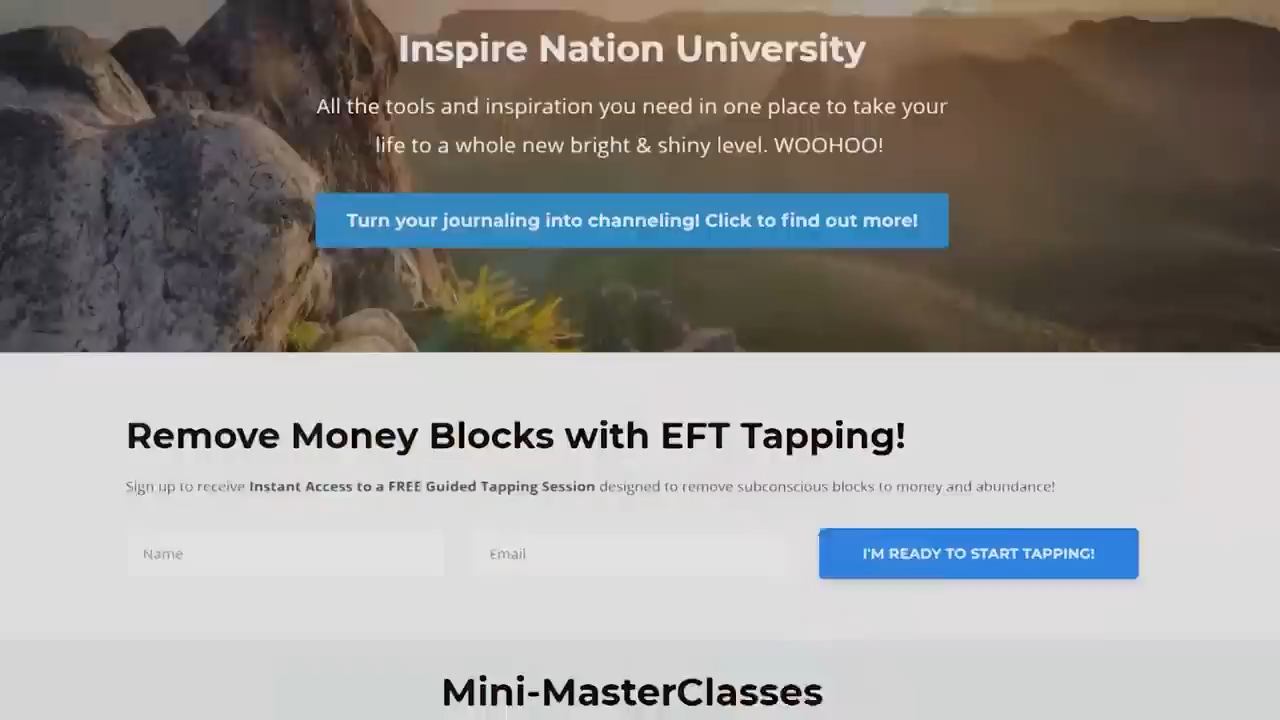 Inspire Nation University
All the tools and inspiration you need in one place to take your
life to a whole new bright & shiny level. WOOHOO!
Turn your journaling into channeling! Click to find out more!
Remove Money Blocks with EFT Tapping!
Sign up to receive Instant Access to a FREE Guided Tapping Session designed to remove subconscious blocks to money and abundance!
Name
Email
I'M READY TO START TAPPING!
Mini-MasterClasses